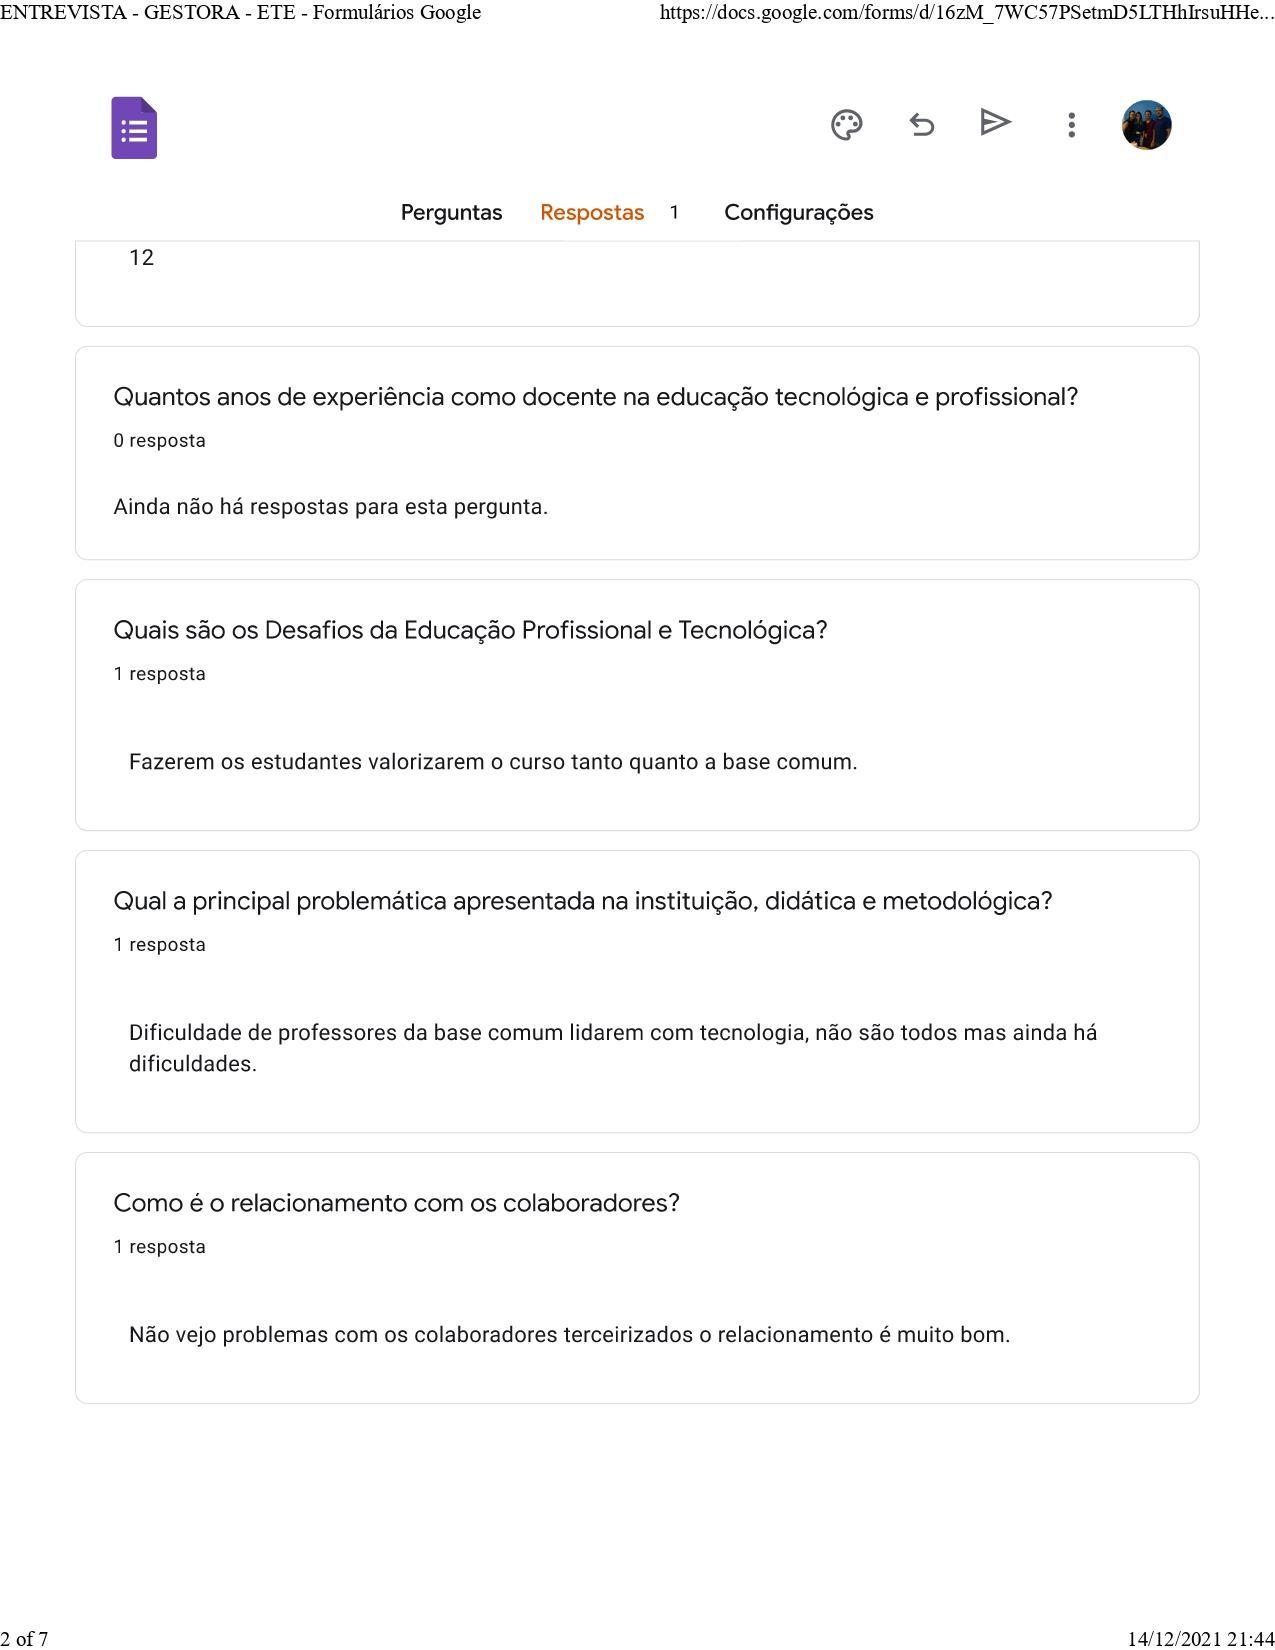 ENTREVISTA - GESTORA - ETE - Formulários Google
https://docs.google.com/forms/d/16zM_7WC57PSetmD5LTHhIrsuHHe...
Perguntas Respostas 1 Configurações
12
Quantos anos de experiência como docente na educação tecnológica e profissional?
0 resposta
Ainda não há respostas para esta pergunta.
Quais são os Desafios da Educação Profissional e Tecnológica?
1 resposta
Fazerem os estudantes valorizarem o curso tanto quanto a base comum.
Qual a principal problemática apresentada na instituição, didática e metodológica?
1 resposta
Dificuldade de professores da base comum lidarem com tecnologia, não são todos mas ainda há
dificuldades.
Como é o relacionamento com os colaboradores?
1 resposta
Não vejo problemas com os colaboradores terceirizados o relacionamento é muito bom.
2 of 7
14/12/2021 21:44